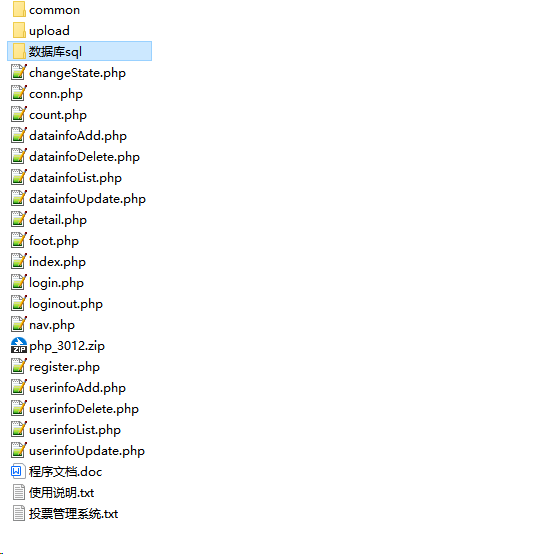 common
upload
数据库sql
changeState.php
conn.php
count.php
datainfoAdd.php
datainfoDelete.php
datainfoList.php
datainfoUpdate.php
detail.php
foot.php
index.php
login.php
loginout.php
nav.php
php_3012.zip
register.php
userinfoAdd.php
userinfoDelete.php
userinfoList.php
userinfoUpdate.php
程序文档.doc
使用说明.txt
投票管理系统.txt